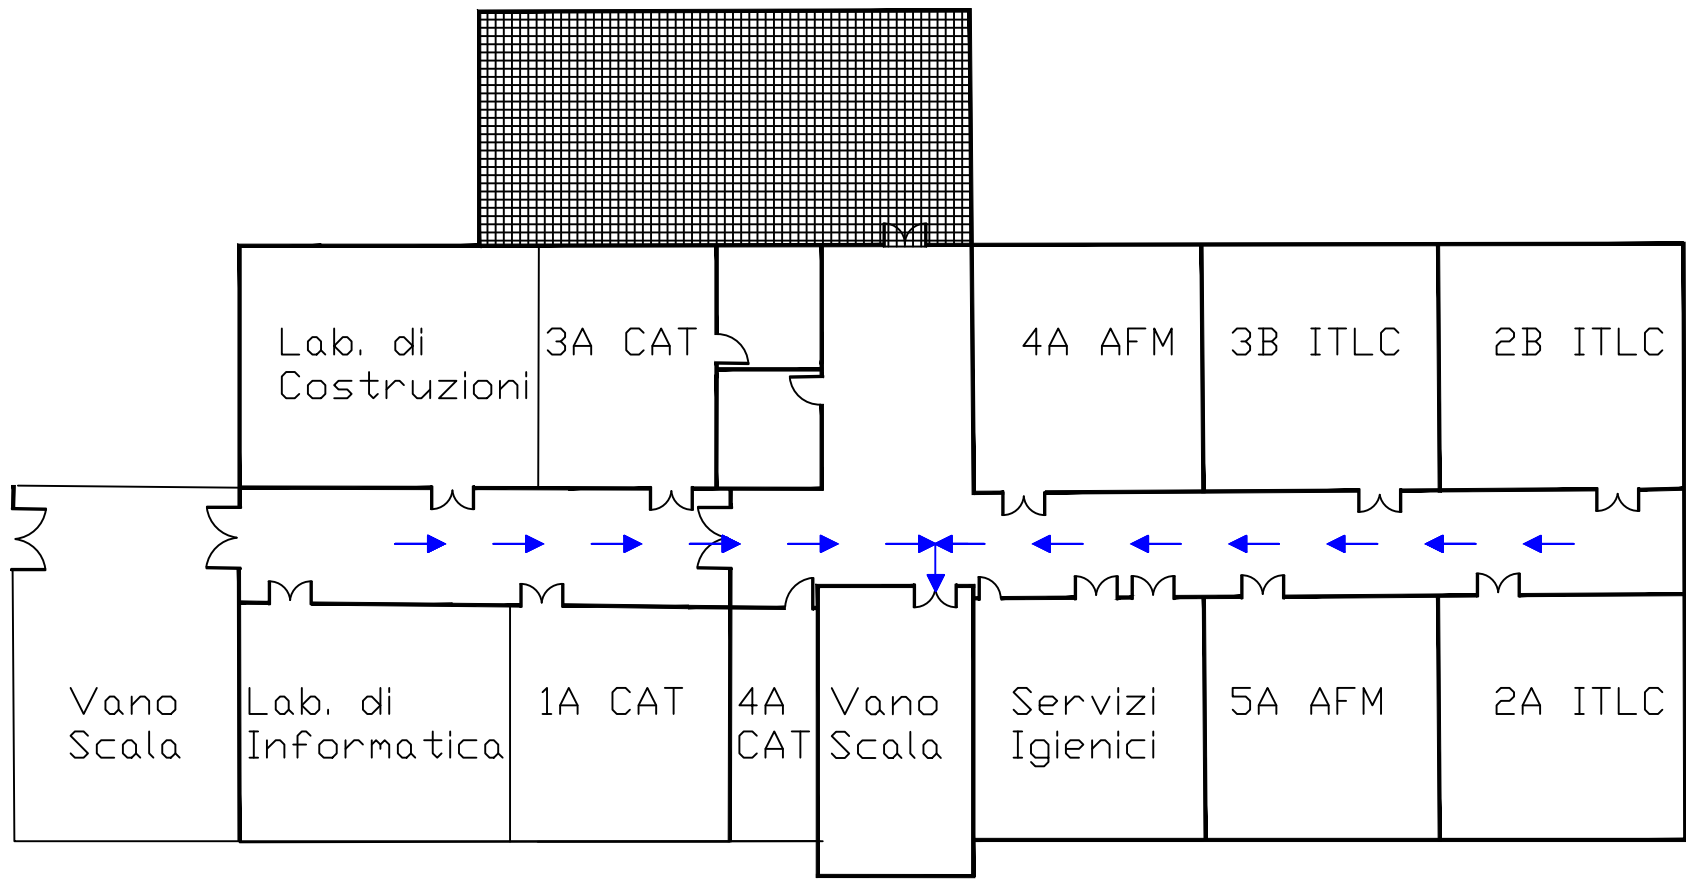 Lab. di
Costruzioni
3A CAT
4A AFM
3B ITLC
2B ITLC
Vano
Scala
Lab. di
Informatica
1A CAT
4A
CAT
Vano
Scala
Servizi
Igienici
5A AFM
2A ITLC